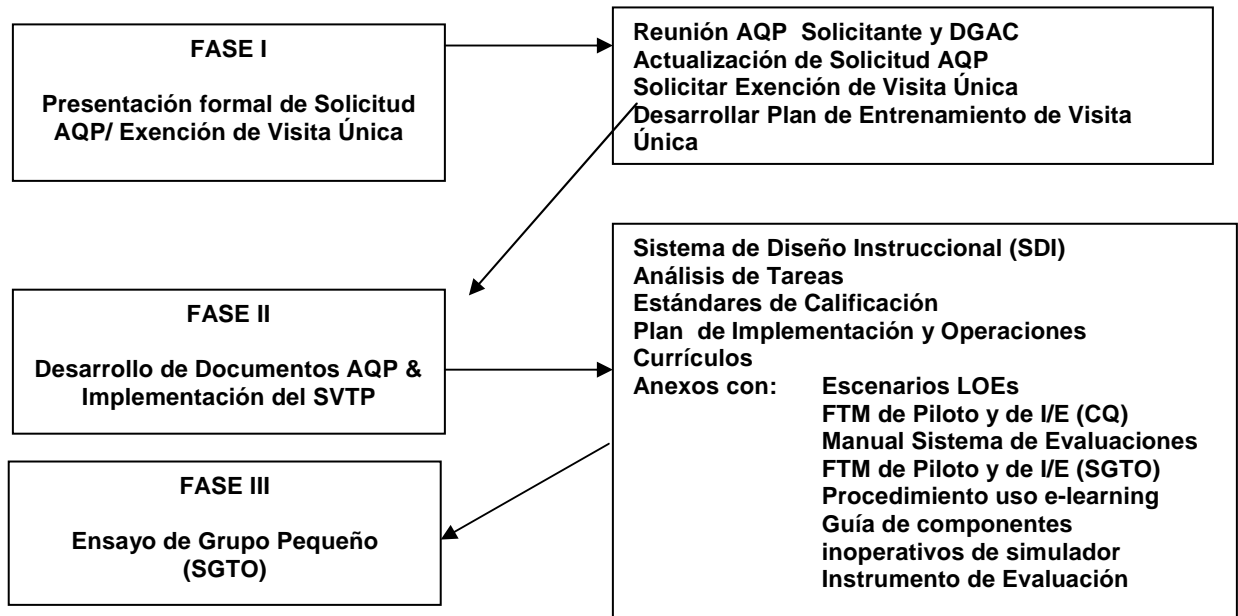 FASE I
Presentación formal de Solicitud
AQP/ Exención de Visita Única
Reunión AQP Solicitante y DGAC
Actualización de Solicitud AQP
Solicitar Exención de Visita Única
Desarrollar Plan de Entrenamiento de Visita
Única
FASE II
Desarrollo de Documentos AQP &
Implementación del SVTP
Sistema de Diseño Instruccional (SDI)
Análisis de Tareas
Estándares de Calificación
Plan de Implementación y Operaciones
Currículos
Anexos con: Escenarios LOEs
FTM de Piloto y de I/E (CQ)
Manual Sistema de Evaluaciones
FTM de Piloto y de I/E (SGTO)
Procedimiento uso e-learning
Guía de componentes
inoperativos de simulador
Instrumento de Evaluación
FASE III
Ensayo de Grupo Pequeño
(SGTO)